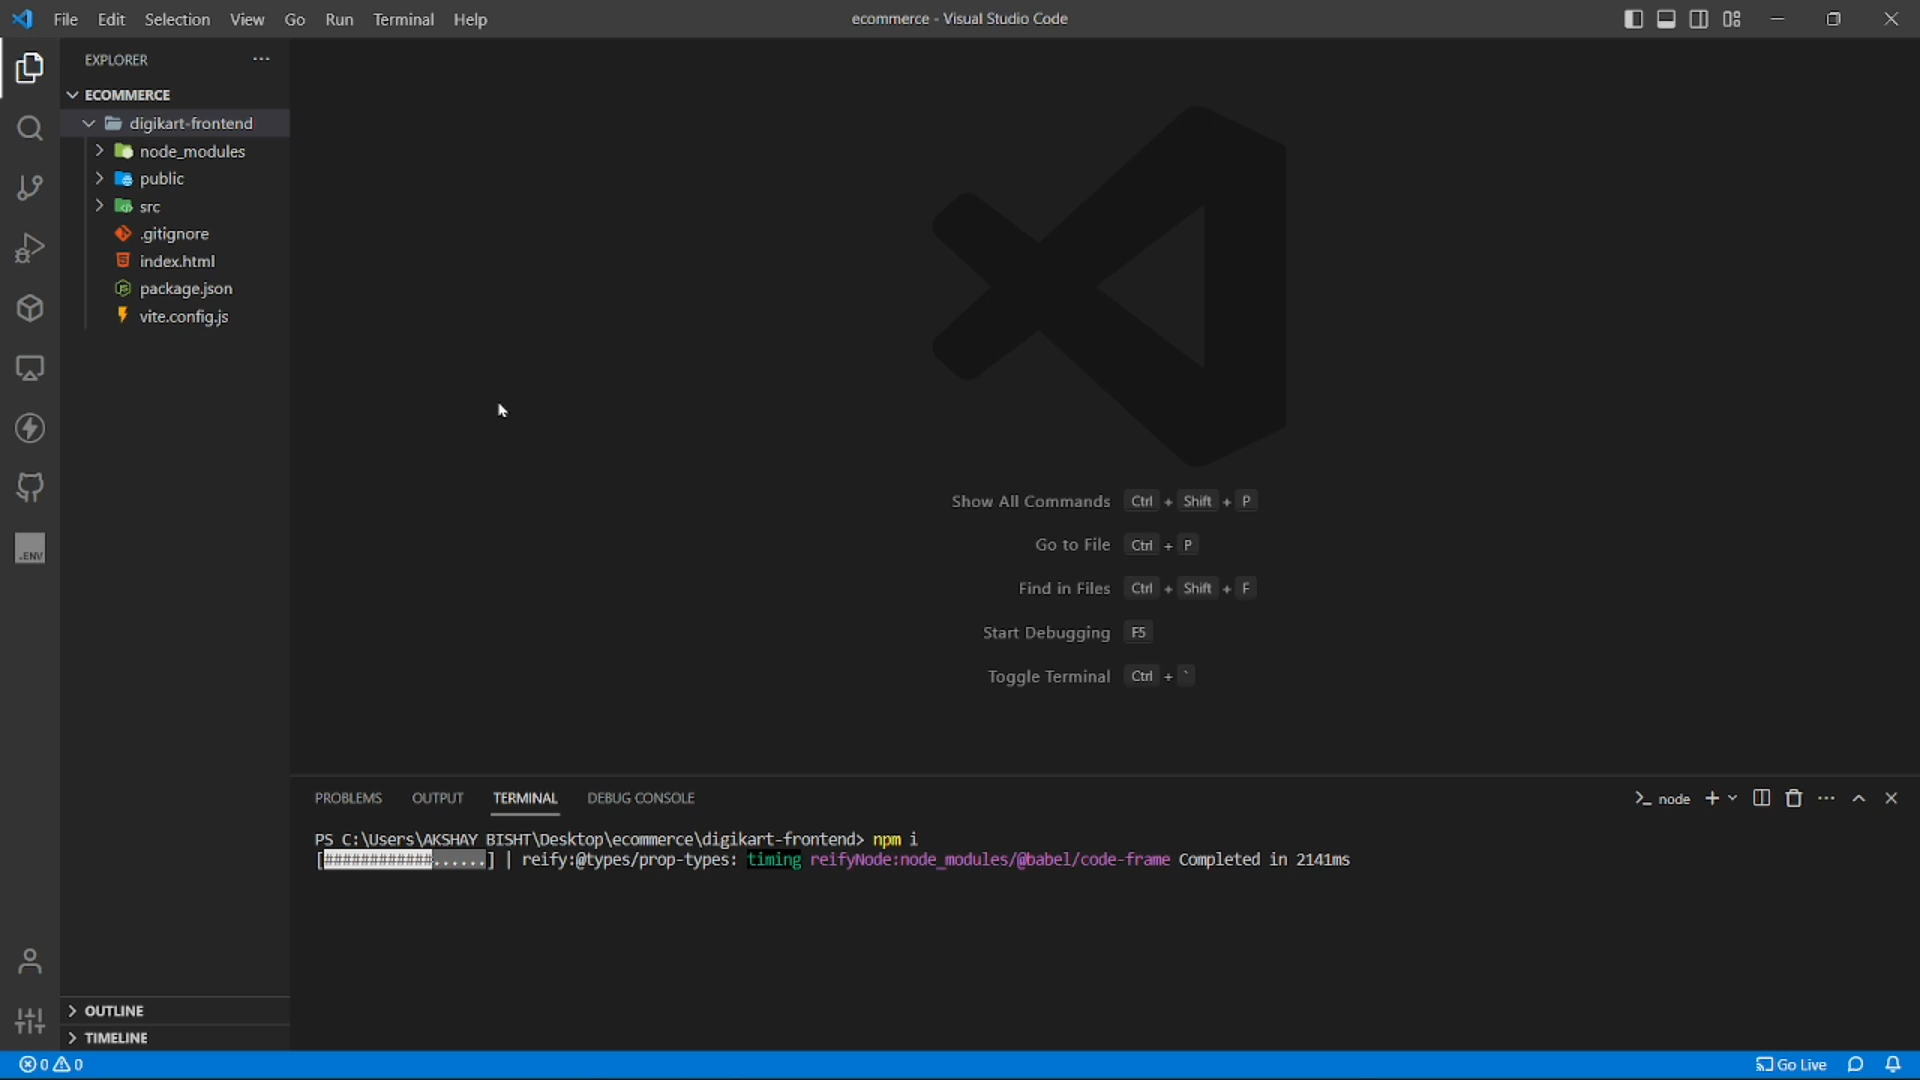 File Edit Selection View Go Run Terminal Help
ecommerce - Visual Studio Code
EXPLORER
ECOMMERCE
digikart-frontend
node_modules
public
src
.gitignore
index.html
package.json
vite.config.js
.ENV
Show All Commands Ctrl + Shift + P
Go to File Ctrl + P
Find in Files Ctrl + Shift + F
Start Debugging F5
Toggle Terminal Ctrl + `
PROBLEMS OUTPUT TERMINAL DEBUG CONSOLE
node
PS C:\Users\AKSHAY BISHT\Desktop\ecommerce\digikart-frontend> npm i
[############......] | reify:@types/prop-types: timing reifyNode:node_modules/@babel/code-frame Completed in 2141ms
OUTLINE
TIMELINE
0 0
Go Live